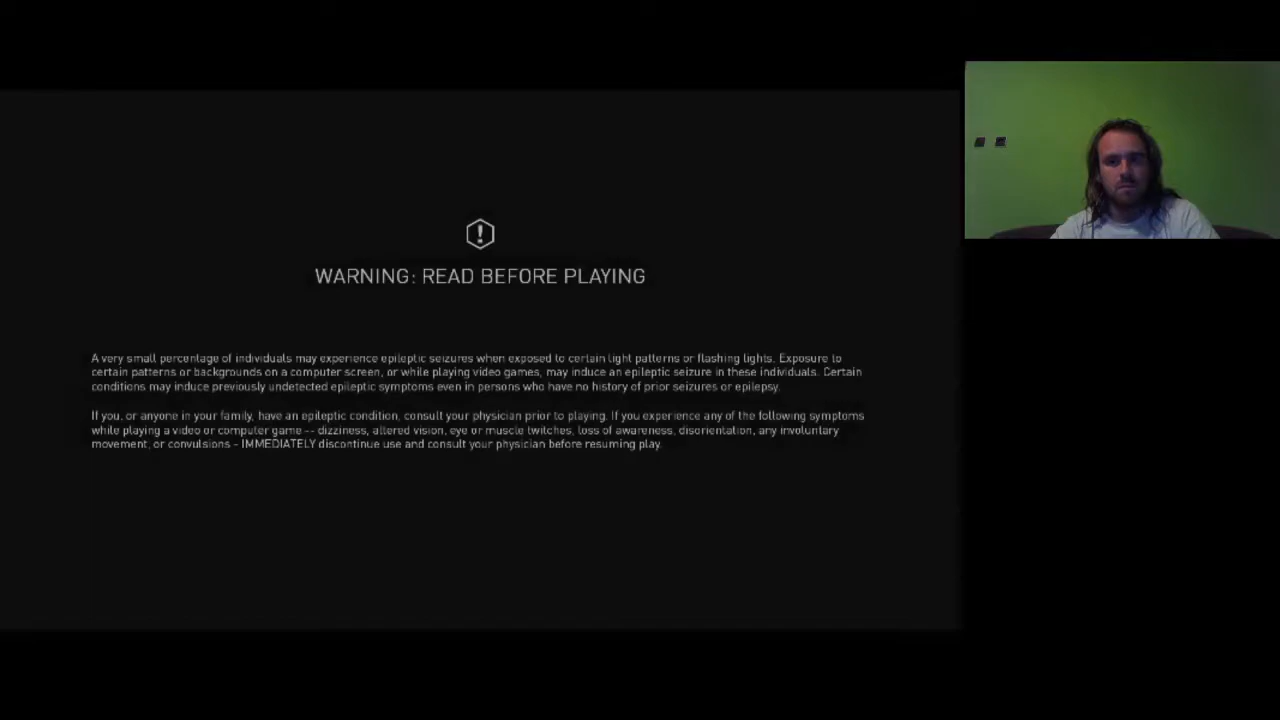 WARNING: READ BEFORE PLAYING
A very small percentage of individuals may experience epileptic seizures when exposed to certain light patterns or flashing lights. Exposure to
certain patterns or backgrounds on a computer screen, or while playing video games, may induce an epileptic seizure in these individuals. Certain
conditions may induce previously undetected epileptic symptoms even in persons who have no history of prior seizures or epilepsy.
If you, or anyone in your family, have an epileptic condition, consult your physician prior to playing. If you experience any of the following symptoms
while playing a video or computer game -- dizziness, altered vision, eye or muscle twitches, loss of awareness, disorientation, any involuntary
movement, or convulsions - IMMEDIATELY discontinue use and consult your physician before resuming play.